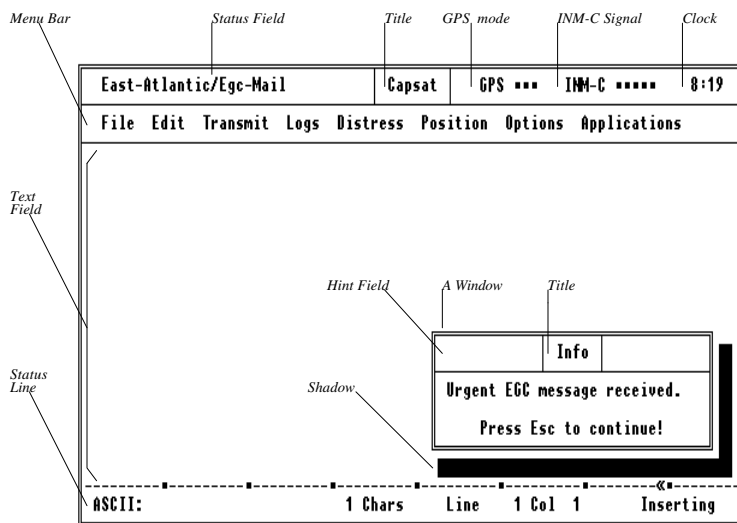 Menu Bar Status Field Title GPS mode INM-C Signal Clock
East-Atlantic/Egc-Mail Capsat GPS ▪▪▪ INM-C ▪▪▪▪▪ 8:19
File Edit Transmit Logs Distress Position Options Applications
Text
Field
Hint Field A Window Title
Info
Status
Line
Shadow
Urgent EGC message received.
Press Esc to continue!
ASCII: 1 Chars Line 1 Col 1 Inserting